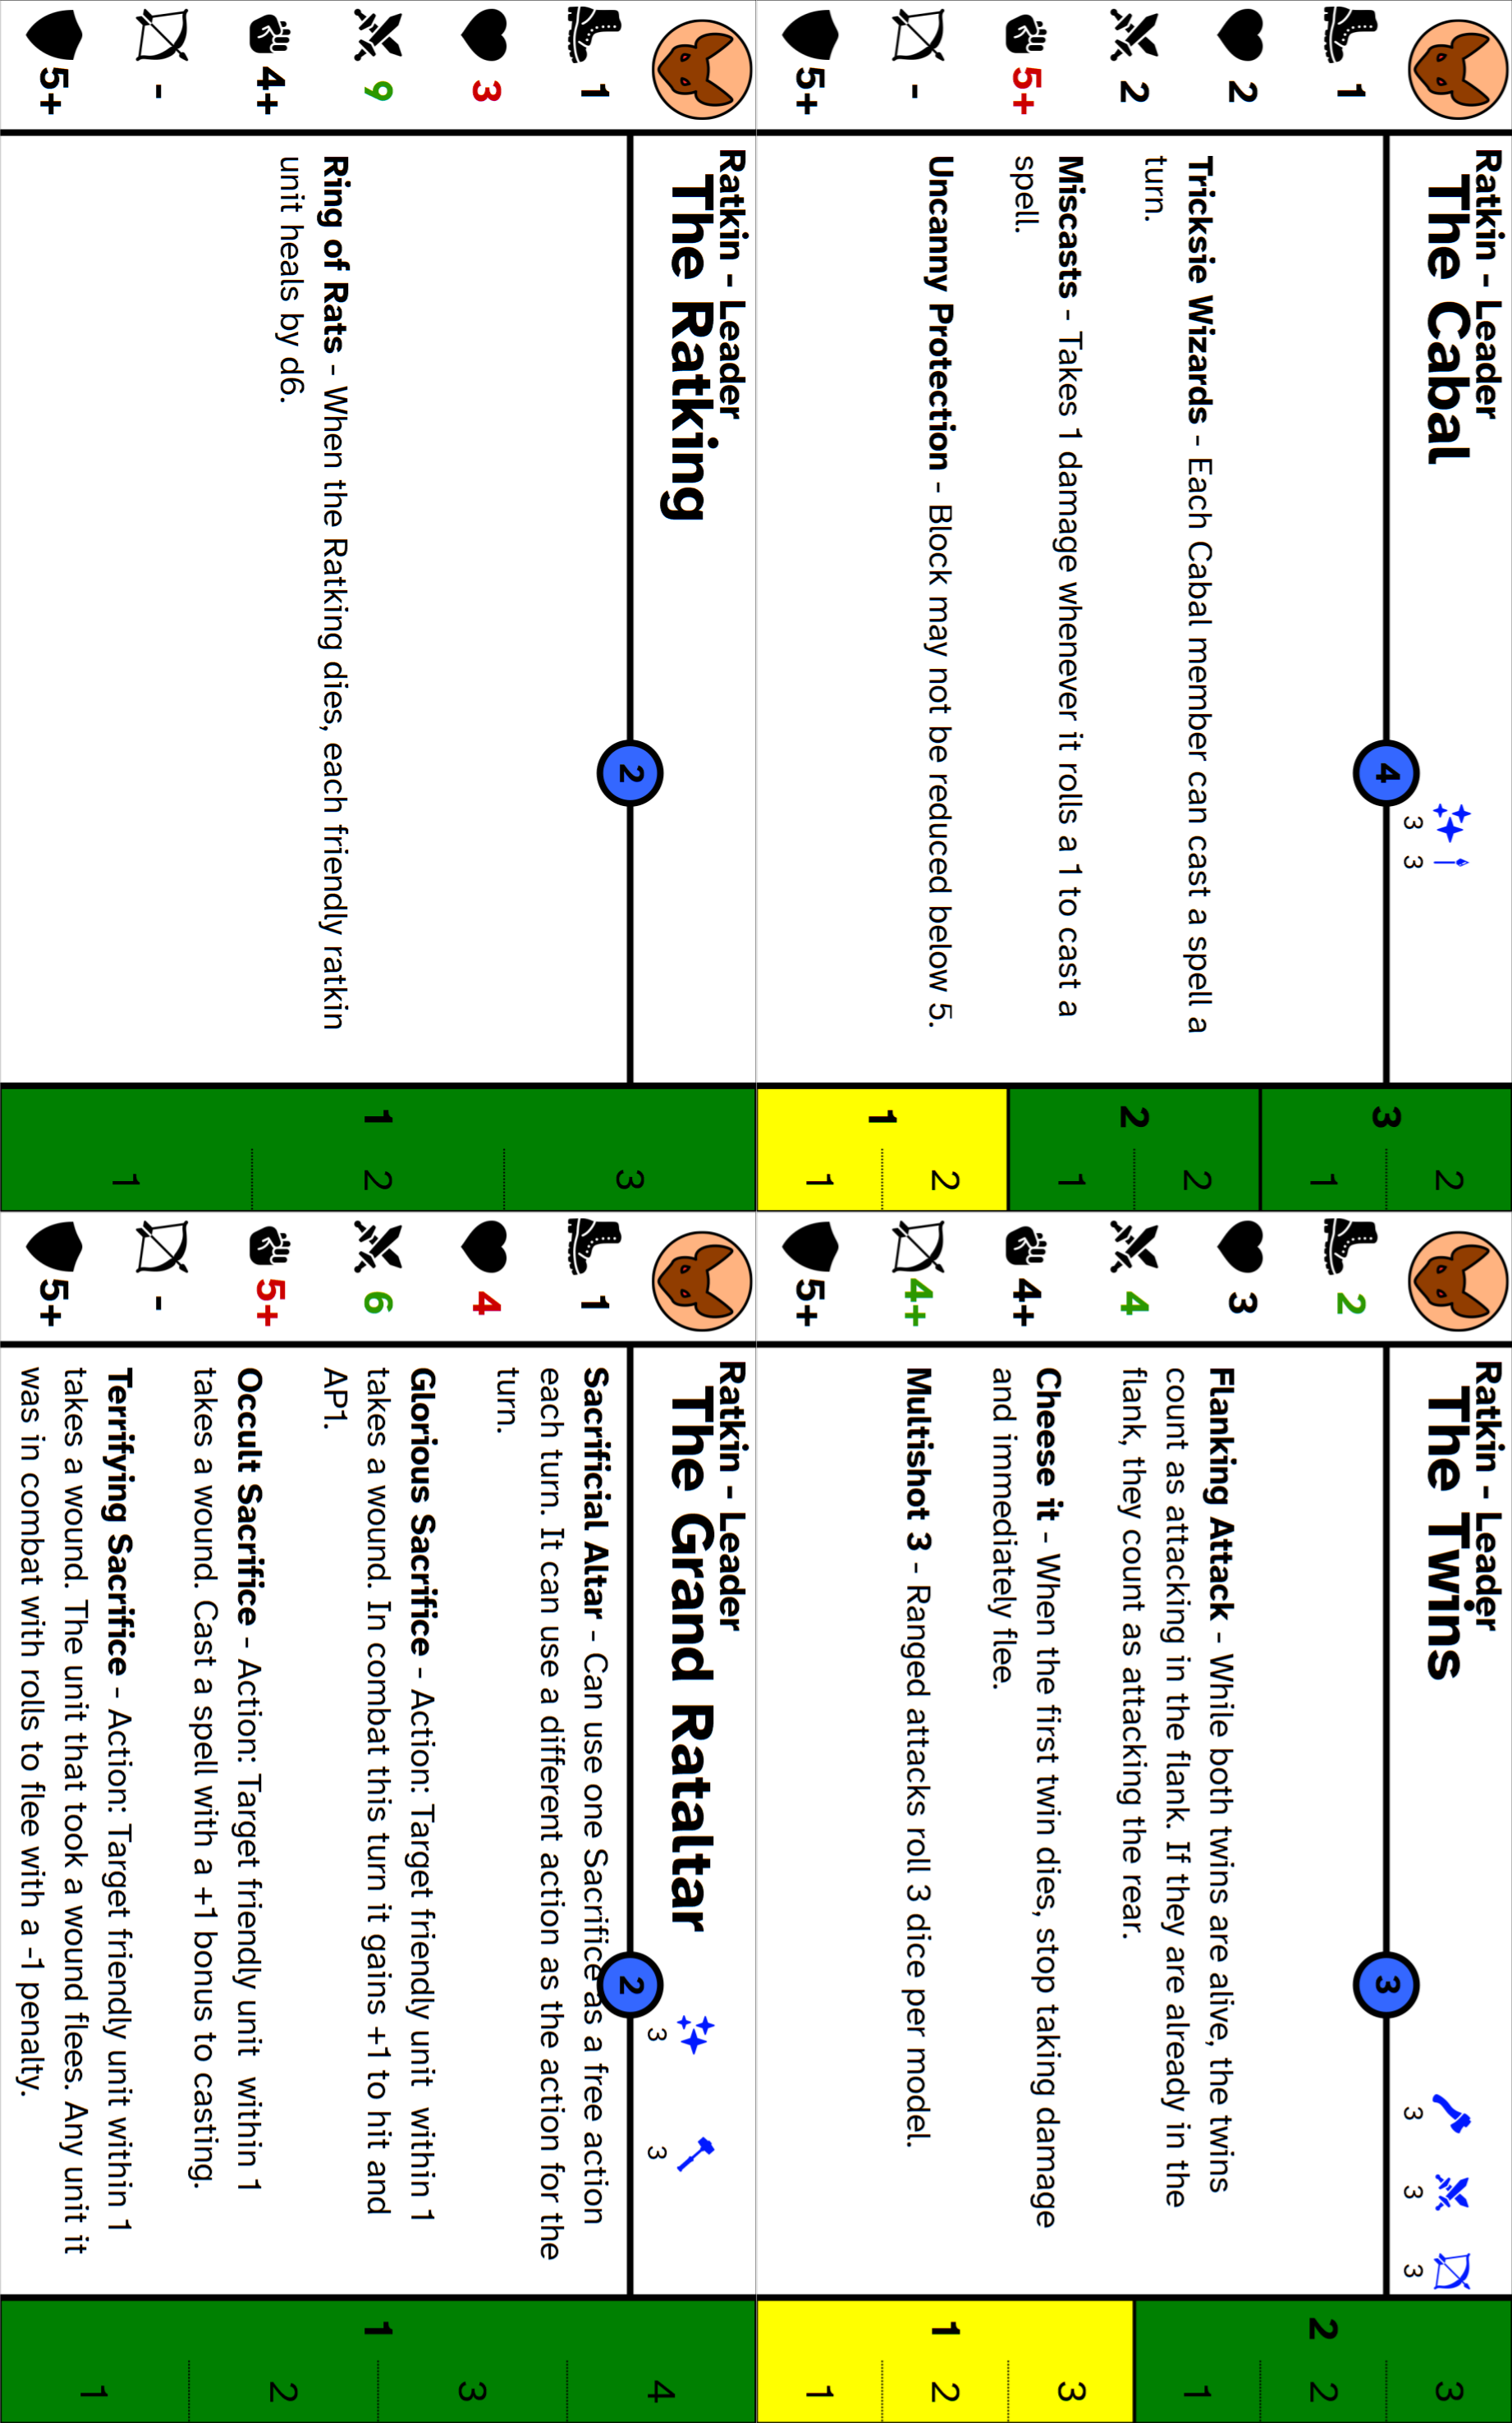 Ratkin - Leader
The Cabal
4
3 3
1
2
2
5+
-
5+
Tricksie Wizards - Each Cabal member can cast a spell a
turn.
Miscasts - Takes 1 damage whenever it rolls a 1 to cast a
spell.
Uncanny Protection - Block may not be reduced below 5.
3
2
1
2
2
1
1
2
1
Ratkin - Leader
The Twins
3
3 3 3
2
3
4
4+
4+
5+
Flanking Attack - While both twins are alive, the twins
count as attacking in the flank. If they are already in the
flank, they count as attacking the rear.
Cheese it - When the first twin dies, stop taking damage
and immediately flee.
Multishot 3 - Ranged attacks roll 3 dice per model.
2
3
2
1
1
3
2
1
Ratkin - Leader
The Ratking
2
1
3
9
4+
-
5+
Ring of Rats - When the Ratking dies, each friendly ratkin
unit heals by d6.
1
3
2
1
Ratkin - Leader
The Grand Rataltar
2
3 3
1
4
6
5+
-
5+
Sacrificial Altar - Can use one Sacrifice as a free action
each turn. It can use a different action as the action for the
turn.
Glorious Sacrifice - Action: Target friendly unit within 1
takes a wound. In combat this turn it gains +1 to hit and
AP1.
Occult Sacrifice - Action: Target friendly unit within 1
takes a wound. Cast a spell with a +1 bonus to casting.
Terrifying Sacrifice - Action: Target friendly unit within 1
takes a wound. The unit that took a wound flees. Any unit it
was in combat with rolls to flee with a -1 penalty.
1
4
3
2
1